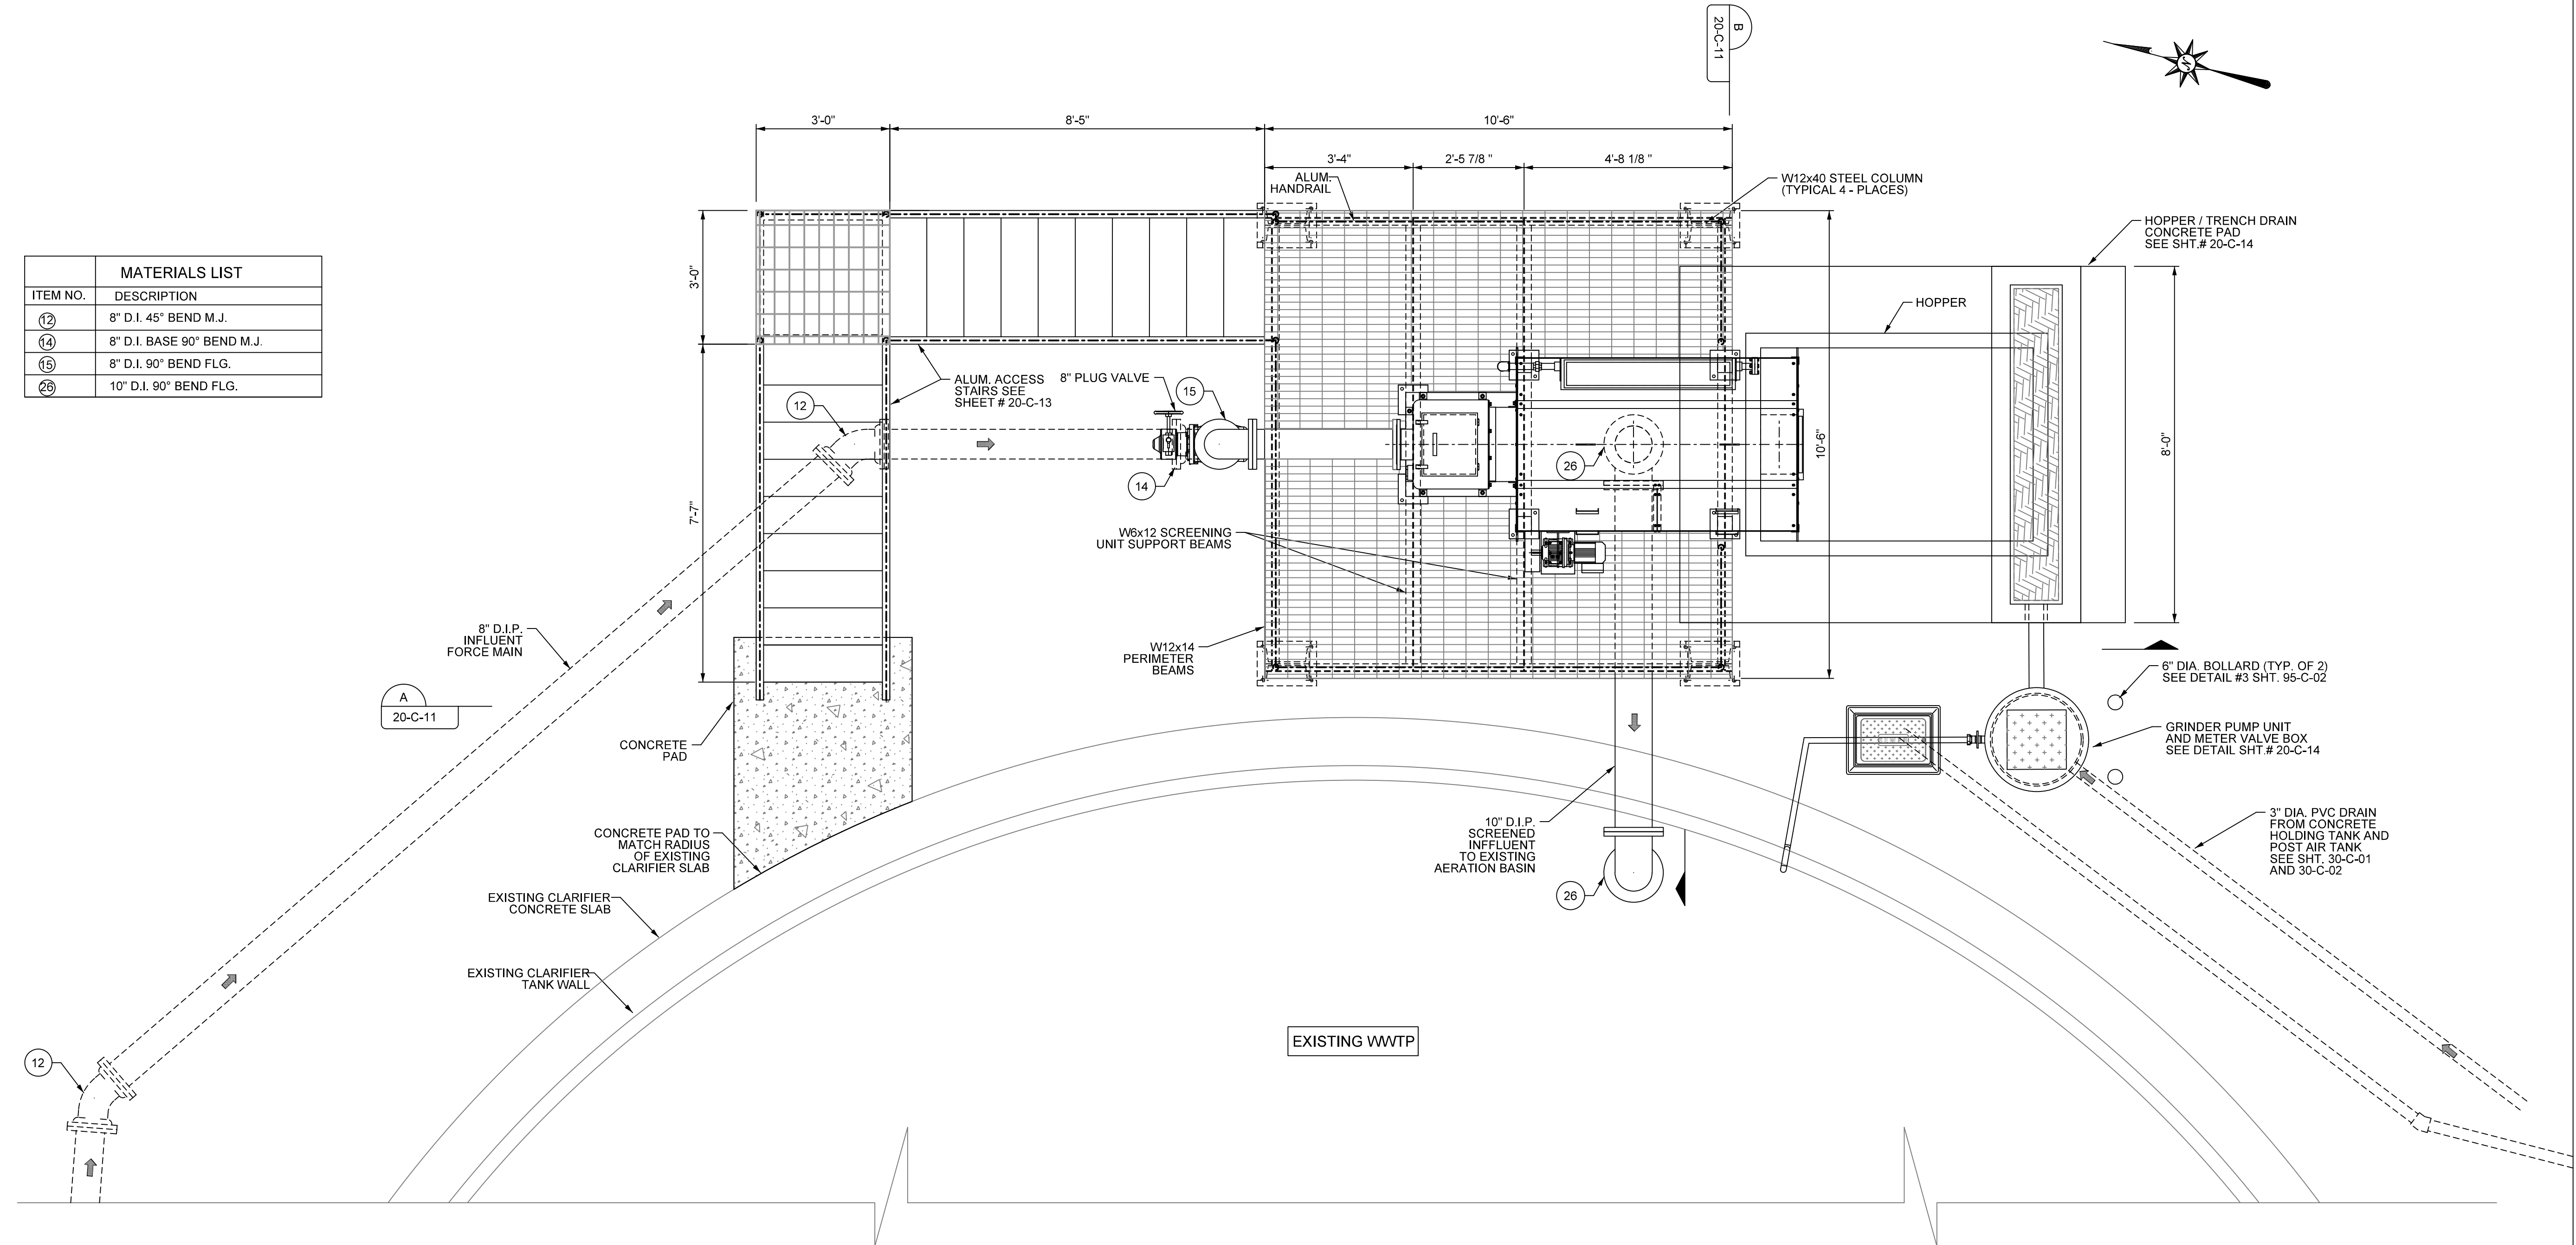 B
20-C-11
N
3'-0"
8'-5"
10'-6"
3'-4"
2'-5 7/8 "
4'-8 1/8 "
ALUM.
HANDRAIL
W12x40 STEEL COLUMN
(TYPICAL 4 - PLACES)
HOPPER / TRENCH DRAIN
CONCRETE PAD
SEE SHT.# 20-C-14
MATERIALS LIST
ITEM NO. DESCRIPTION
12 8" D.I. 45° BEND M.J.
14 8" D.I. BASE 90° BEND M.J.
15 8" D.I. 90° BEND FLG.
26 10" D.I. 90° BEND FLG.
3'-0"
HOPPER
ALUM. ACCESS
STAIRS SEE
SHEET # 20-C-13
8" PLUG VALVE
15
12
14
26
10'-6"
8'-0"
7'-7"
W6x12 SCREENING
UNIT SUPPORT BEAMS
8" D.I.P.
INFLUENT
FORCE MAIN
W12x14
PERIMETER
BEAMS
A
20-C-11
6" DIA. BOLLARD (TYP. OF 2)
SEE DETAIL #3 SHT. 95-C-02
GRINDER PUMP UNIT
AND METER VALVE BOX
SEE DETAIL SHT.# 20-C-14
CONCRETE
PAD
CONCRETE PAD TO
MATCH RADIUS
OF EXISTING
CLARIFIER SLAB
10" D.I.P.
SCREENED
INFFLUENT
TO EXISTING
AERATION BASIN
3" DIA. PVC DRAIN
FROM CONCRETE
HOLDING TANK AND
POST AIR TANK
SEE SHT. 30-C-01
AND 30-C-02
26
EXISTING CLARIFIER
CONCRETE SLAB
EXISTING CLARIFIER
TANK WALL
EXISTING WWTP
12